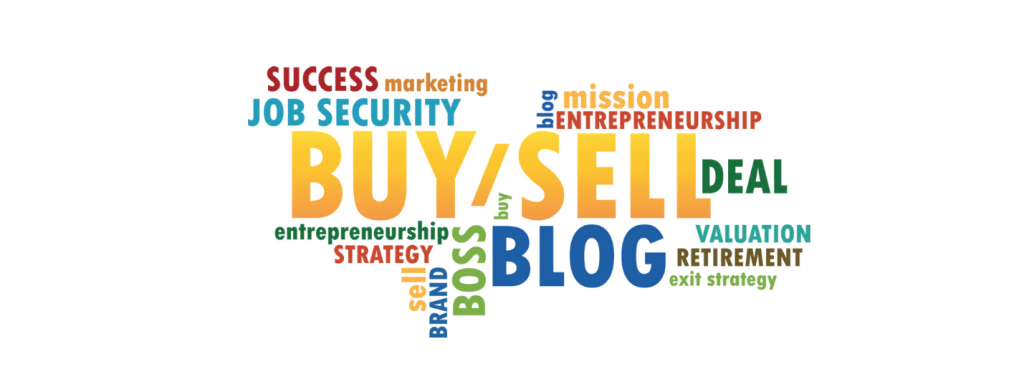 SUCCESS marketing
JOB SECURITY
blog
mission
ENTREPRENEURSHIP
BUY/SELL
DEAL
buy
entrepreneurship
STRATEGY
sell
BRAND
BOSS
BLOG
VALUATION
RETIREMENT
exit strategy